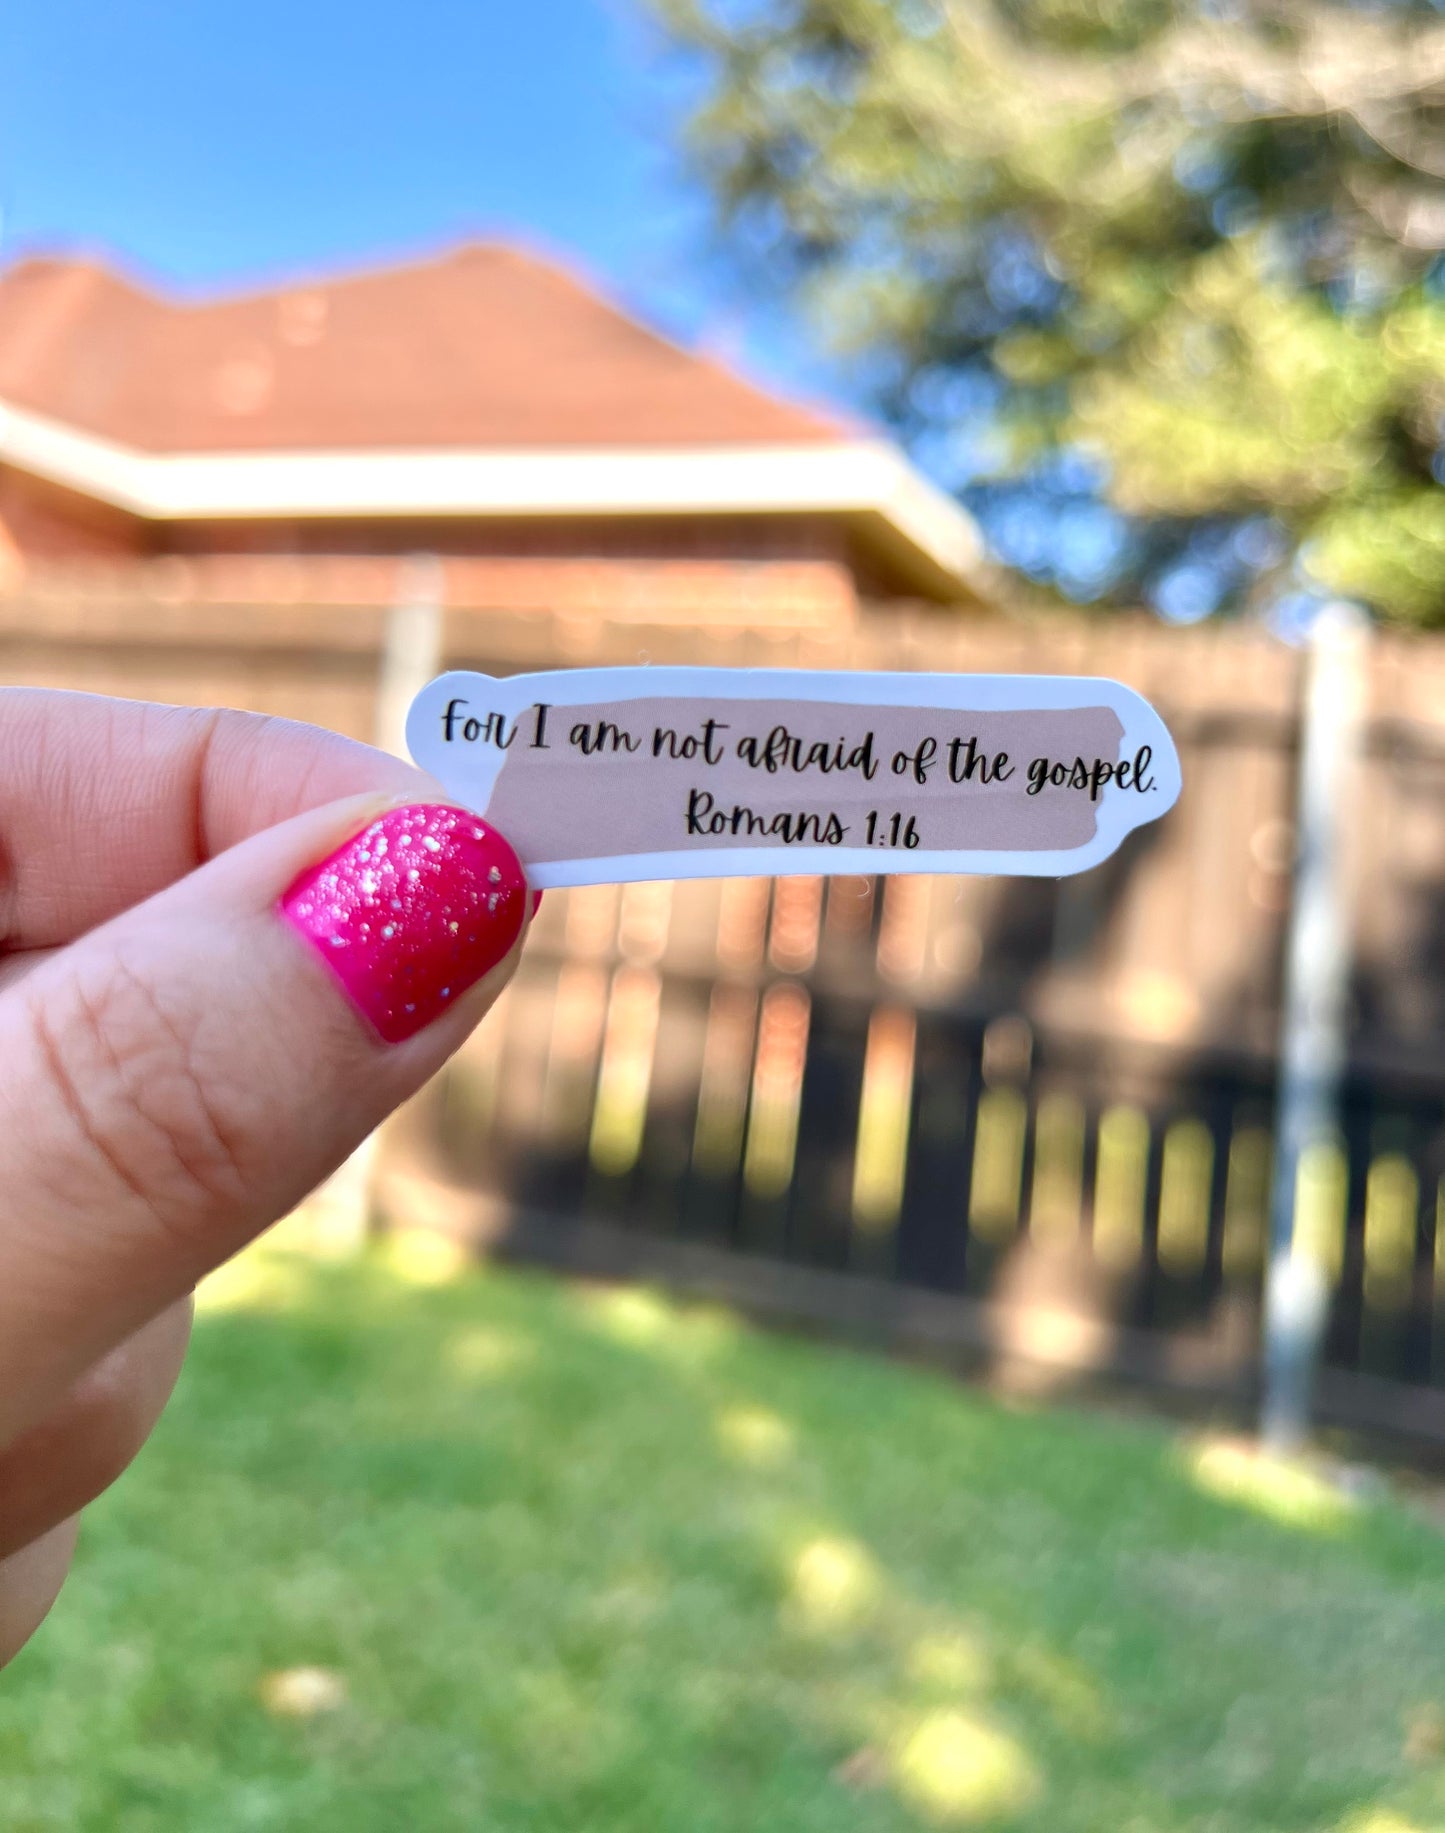 For I am not afraid of the gospel.
Romans 1:16